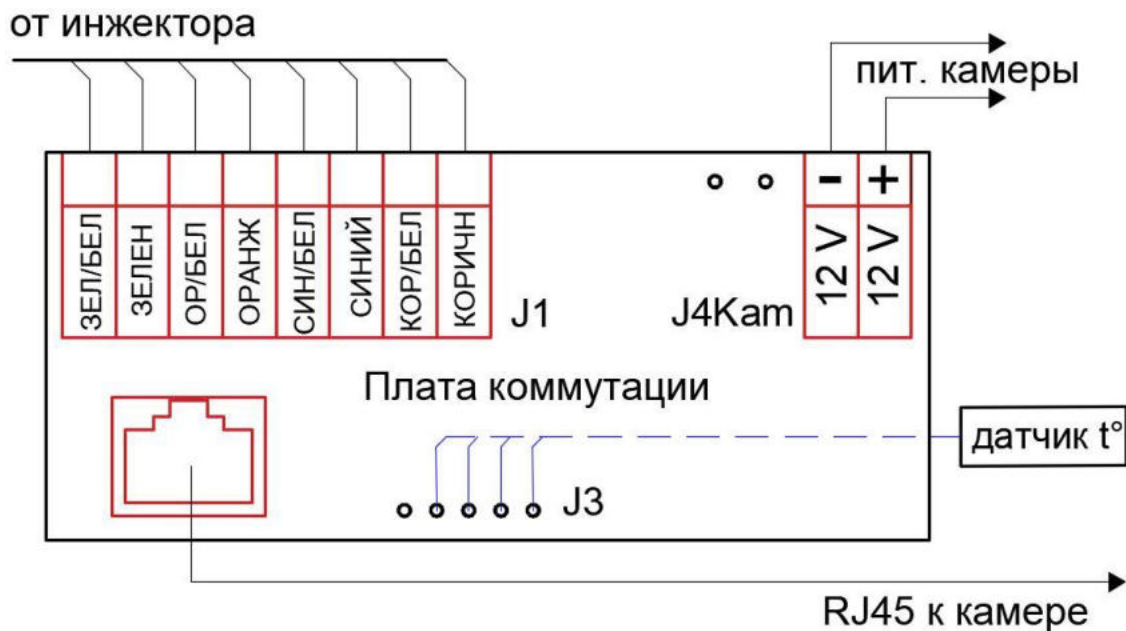 от инжектора
пит. камеры
ЗЕЛ/БЕЛ
ЗЕЛЕН
ОР/БЕЛ
ОРАНЖ
СИН/БЕЛ
СИНИЙ
КОР/БЕЛ
КОРИЧН
J1
J4Kam
12 V -
12 V +
Плата коммутации
датчик t°
J3
RJ45 к камере